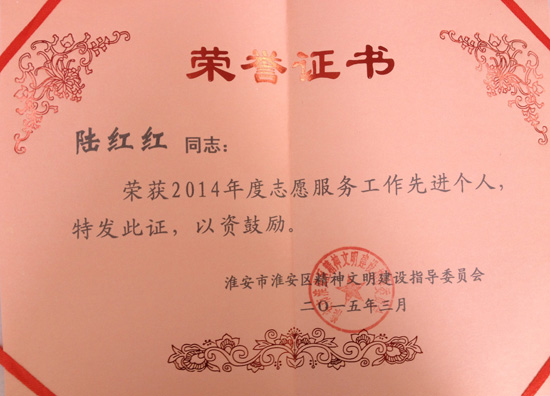 荣誉证书
陆红红 同志：
荣获2014年度志愿服务工作先进个人，
特发此证，以资鼓励。
淮安市淮安区精神文明建设指导委员会
二〇一五年三月